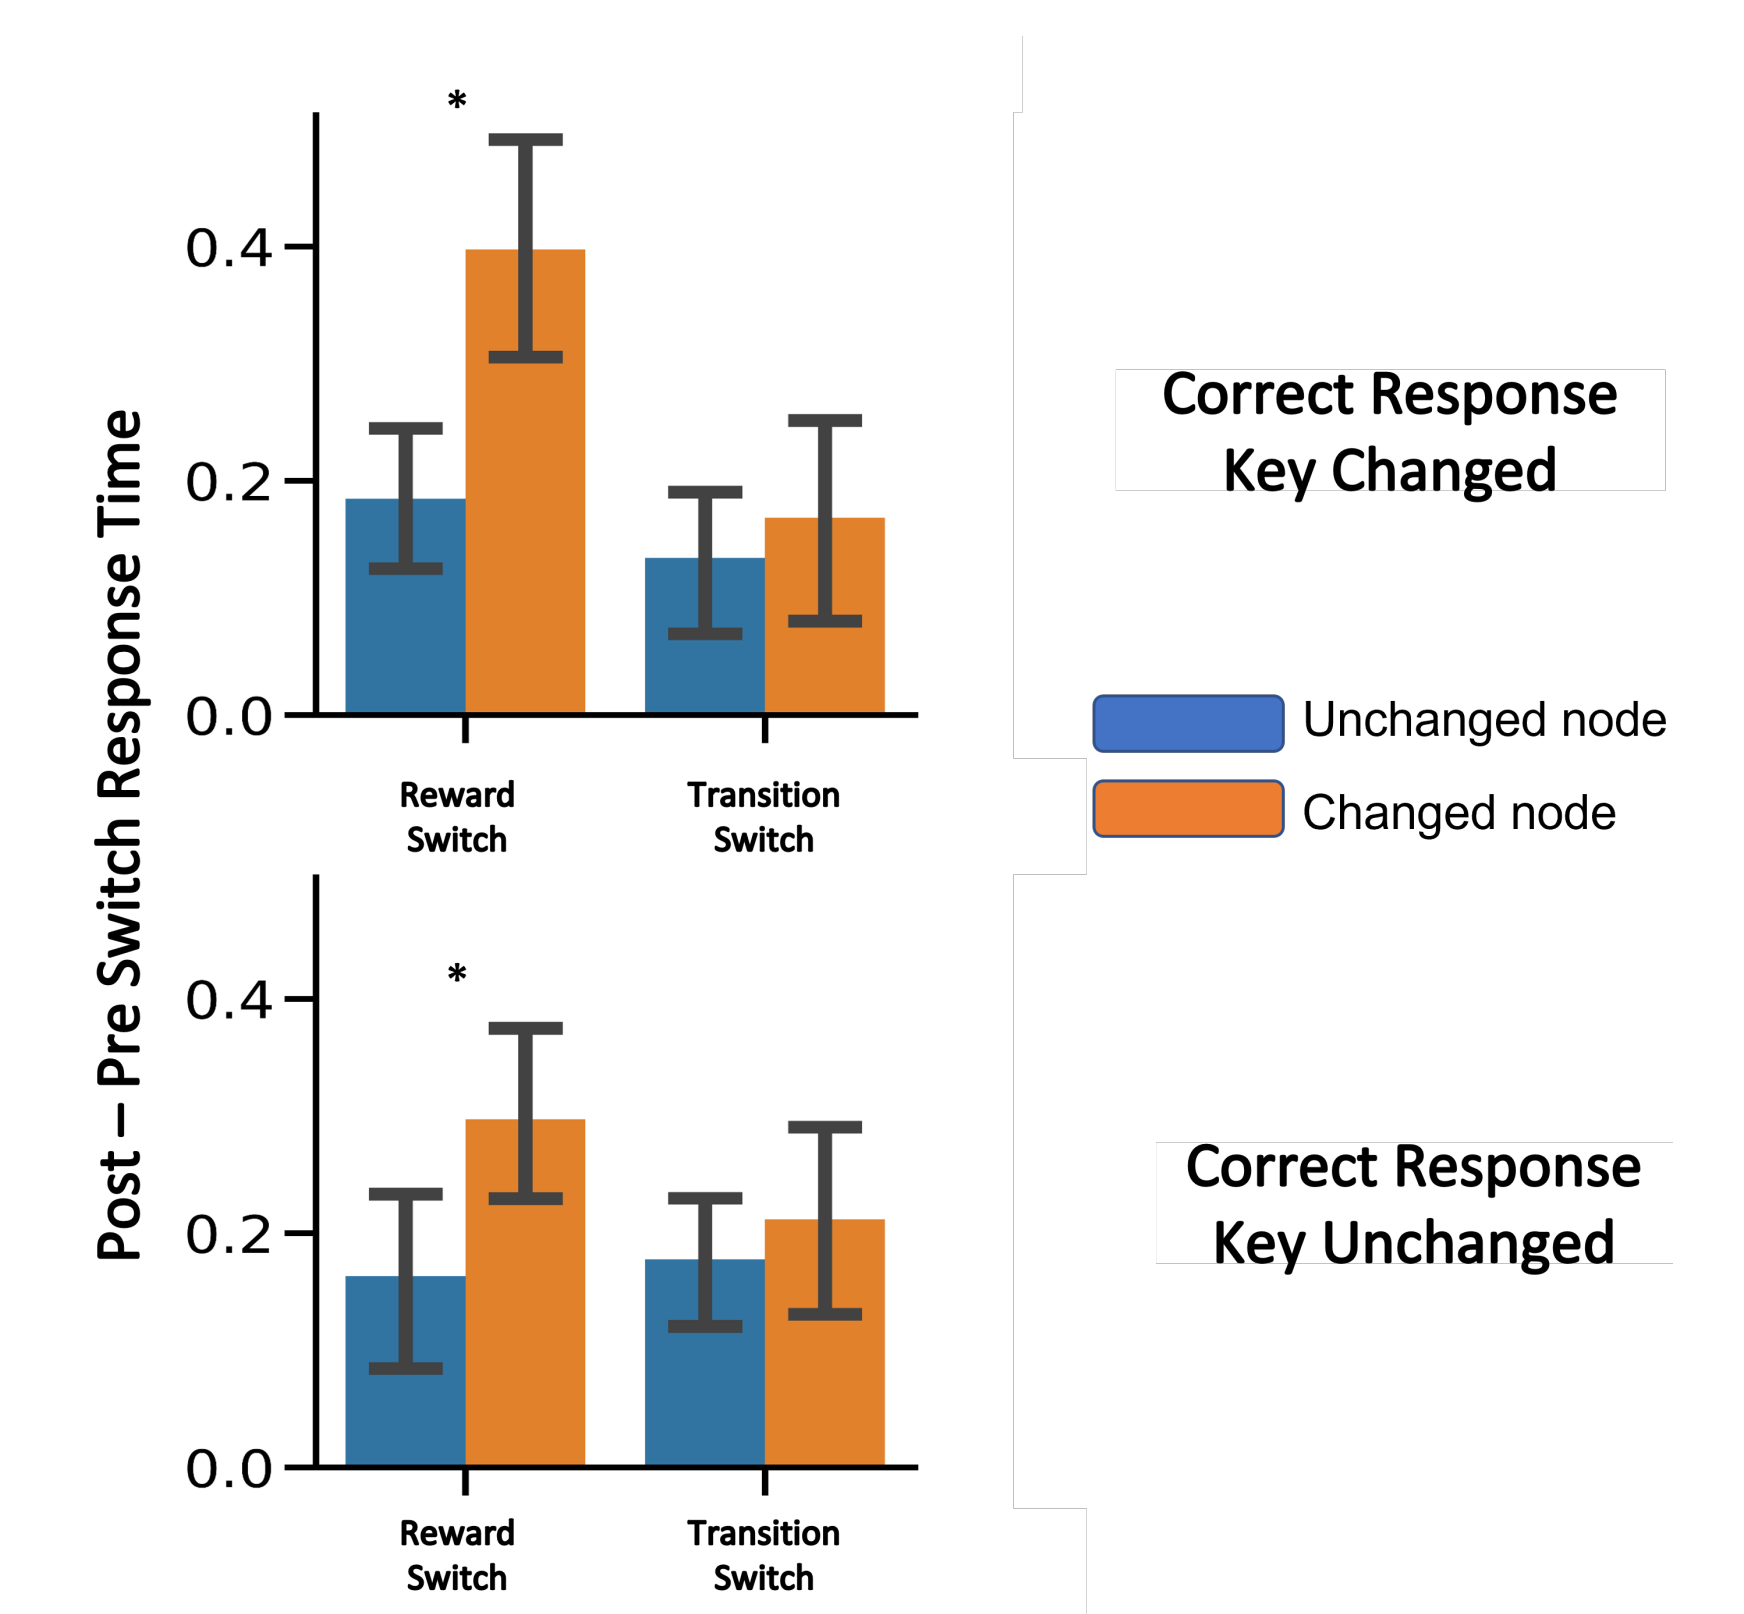 Post – Pre Switch Response Time
*
0.4
0.2
0.0
Reward
Switch
Transition
Switch
Correct Response
Key Changed
Unchanged node
Changed node
*
0.4
0.2
0.0
Reward
Switch
Transition
Switch
Correct Response
Key Unchanged